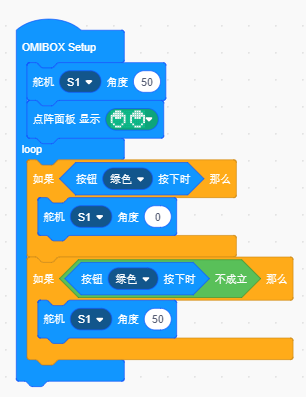 OMIBOX Setup
舵机 S1 角度 50
点阵面板 显示
loop
如果 按钮 绿色 按下时 那么
舵机 S1 角度 0
如果 按钮 绿色 按下时 不成立 那么
舵机 S1 角度 50